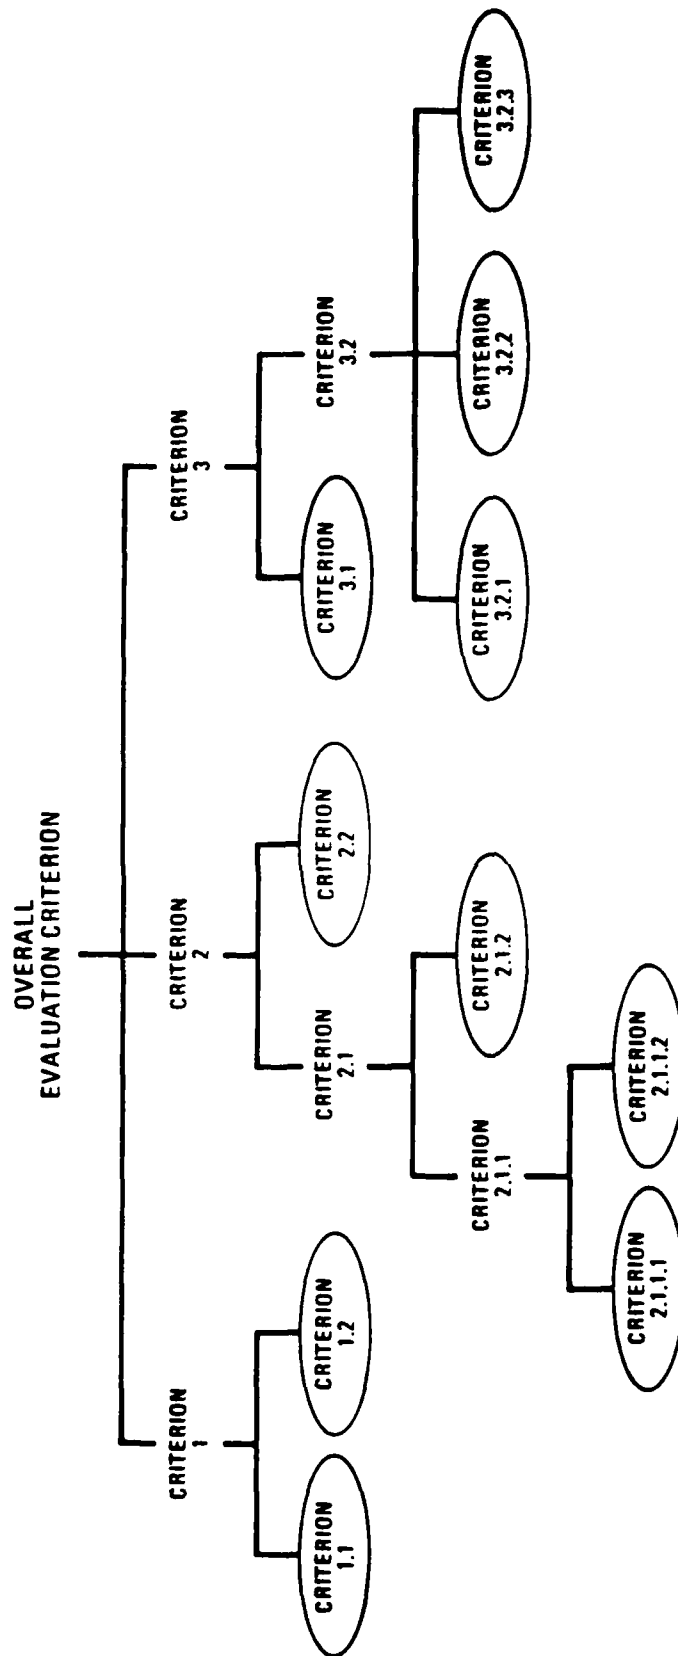 OVERALL
EVALUATION CRITERION
CRITERION
1
CRITERION
2
CRITERION
3
CRITERION
1.1
CRITERION
1.2
CRITERION
2.1
CRITERION
2.2
CRITERION
3.1
CRITERION
3.2
CRITERION
2.1.1
CRITERION
2.1.2
CRITERION
3.2.1
CRITERION
3.2.2
CRITERION
3.2.3
CRITERION
2.1.1.1
CRITERION
2.1.1.2